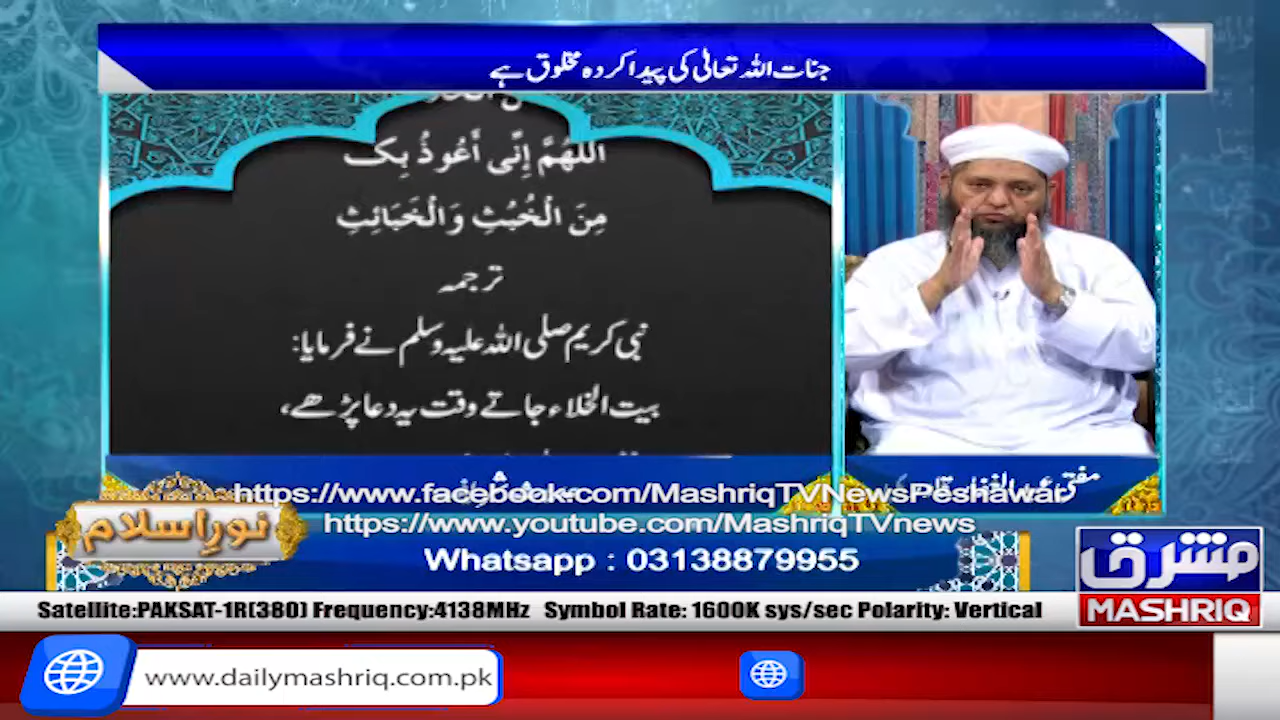 جنات اللہ تعالیٰ کی پیدا کردہ مخلوق ہے
اَللّٰهُمَّ إِنِّی أَعُوذُ بِکَ
مِنَ الْخُبُثِ وَالْخَبَائِثِ
ترجمہ
نبی کریم صلی اللہ علیہ وسلم نے فرمایا:
بیت الخلاء جاتے وقت یہ دعا پڑھے،
مفتی
https://www.facebook.com/MashriqTVNewsPeshawar
https://www.youtube.com/MashriqTVnews
Whatsapp : 03138879955
نورِ اسلام
مشرق
MASHRIQ
Satellite:PAKSAT-1R(380) Frequency:4138MHz Symbol Rate: 1600K sys/sec Polarity: Vertical
www.dailymashriq.com.pk